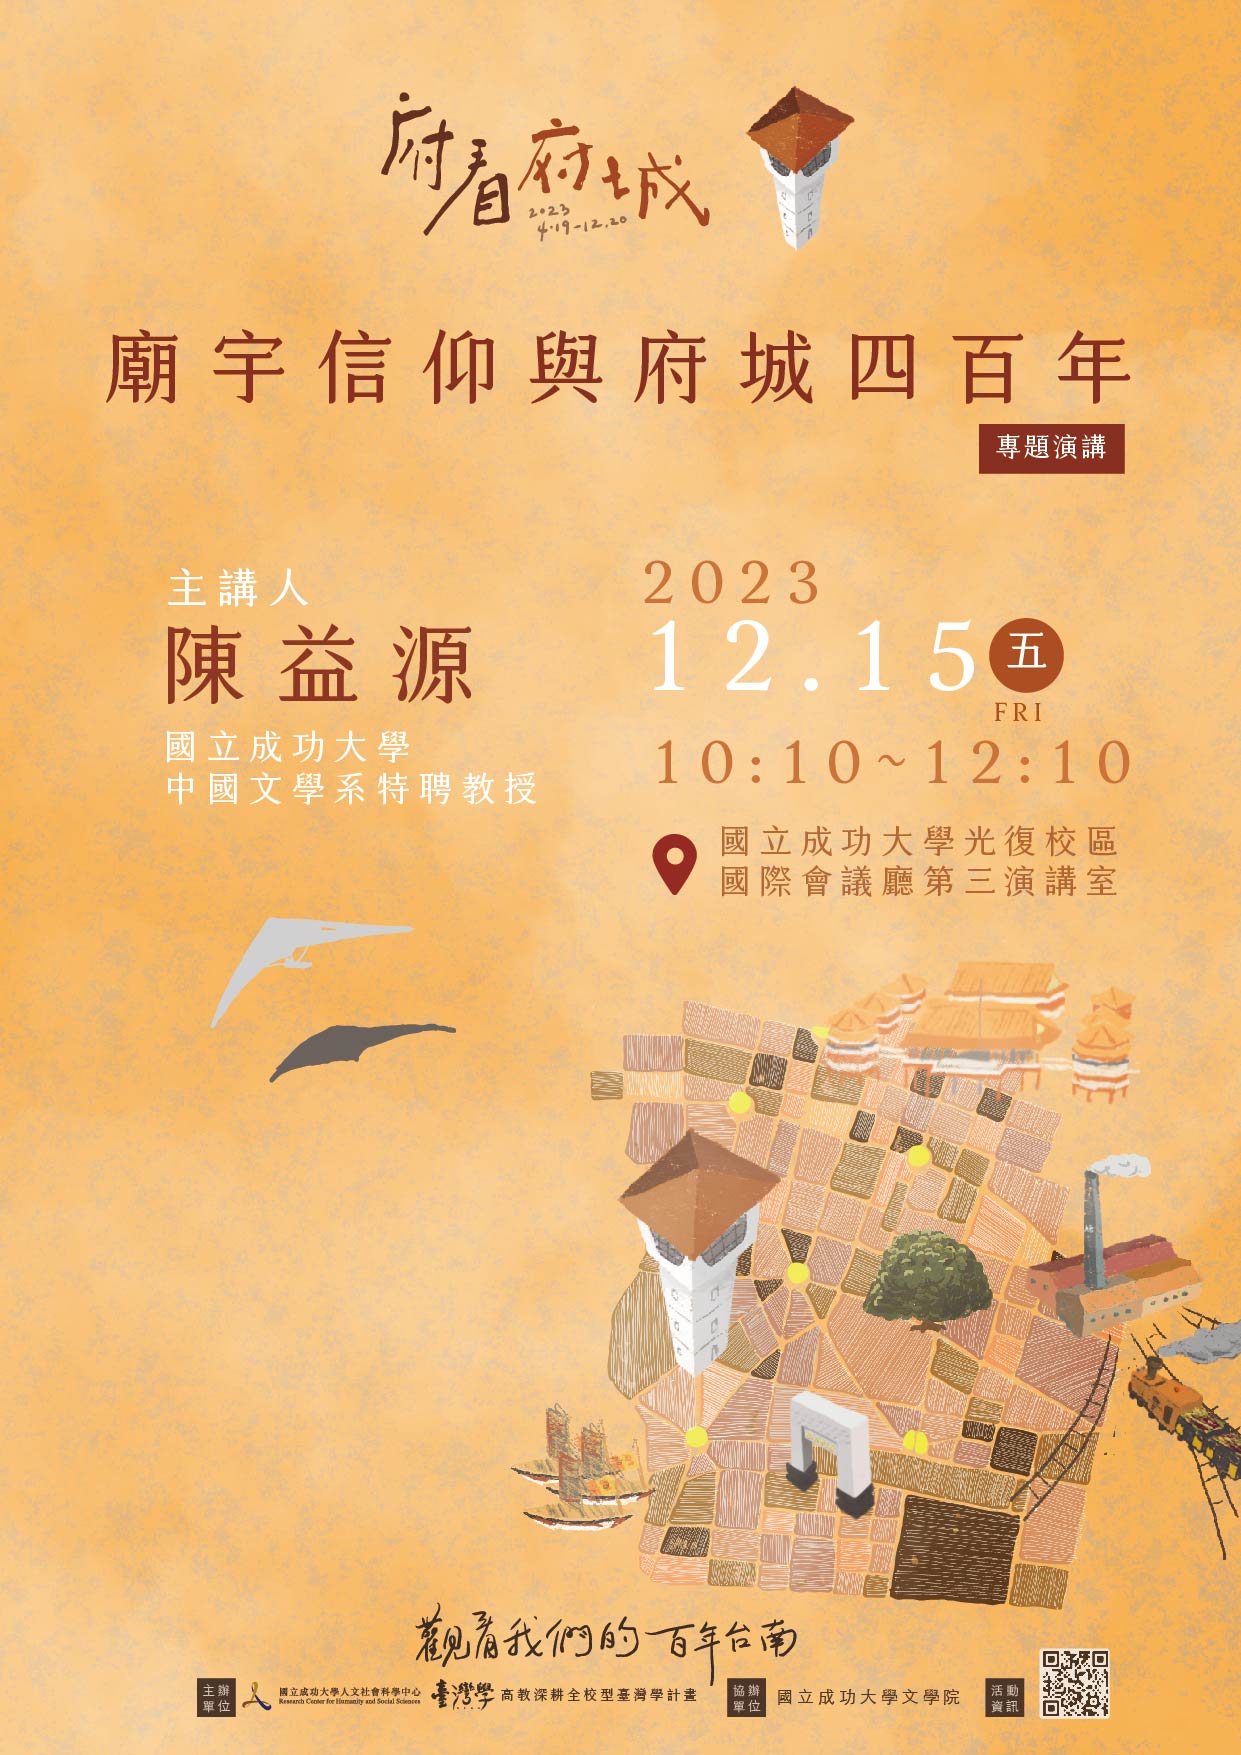 府看府城
2023
4.19-12.20
廟宇信仰與府城四百年
專題演講
主講人
陳益源
國立成功大學
中國文學系特聘教授
2023
12.15 五
FRI
10:10~12:10
國立成功大學光復校區
國際會議廳第三演講室
觀看我們的百年台南
主辦單位
國立成功大學人文社會科學中心
Research Center for Humanity and Social Sciences
臺灣學
高教深耕全校型臺灣學計畫
協辦單位
國立成功大學文學院
活動資訊